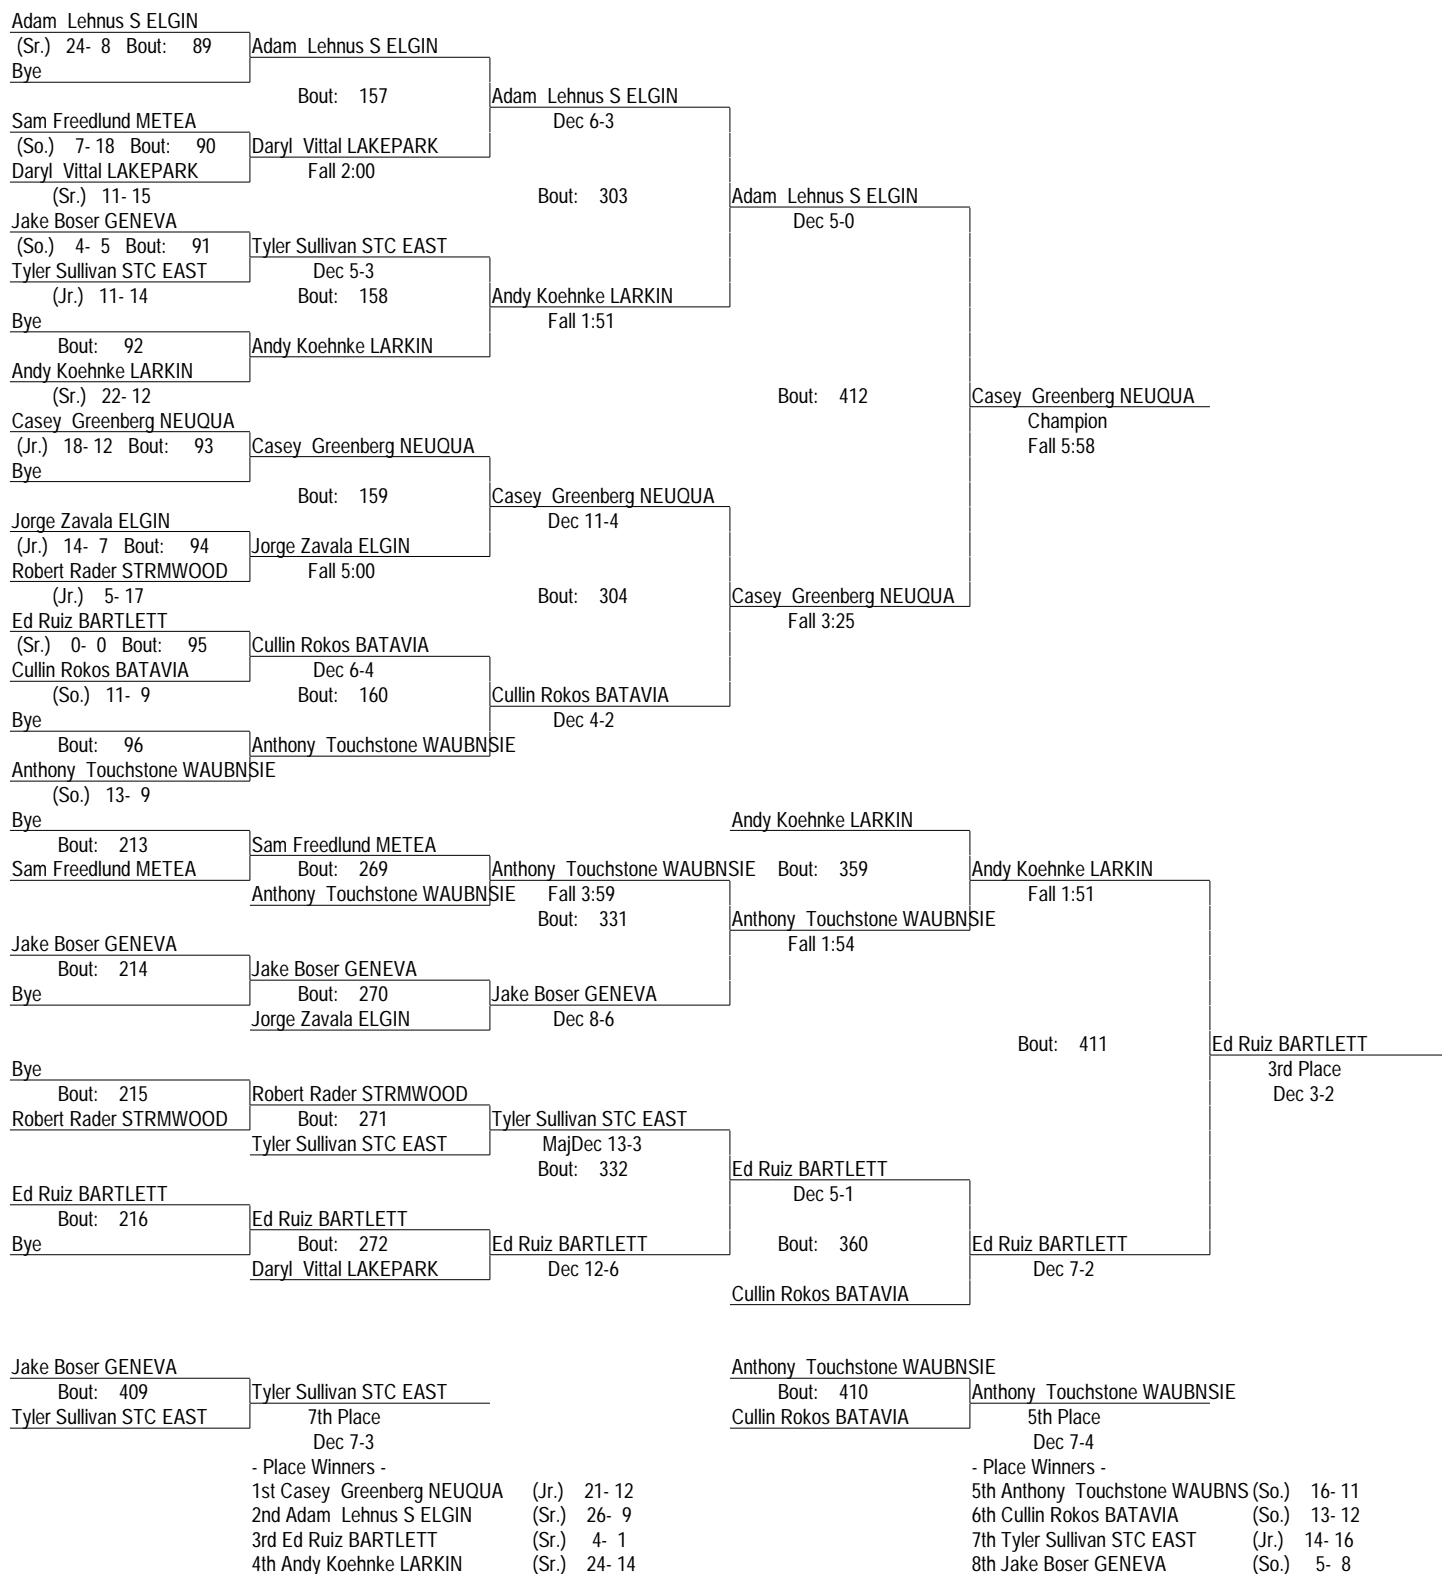 Adam Lehnus S ELGIN
(Sr.) 24- 8 Bout: 89 Adam Lehnus S ELGIN
Bye
Bout: 157 Adam Lehnus S ELGIN
Sam Freedlund METEA Dec 6-3
(So.) 7- 18 Bout: 90 Daryl Vittal LAKEPARK
Daryl Vittal LAKEPARK Fall 2:00
(Sr.) 11- 15 Bout: 303 Adam Lehnus S ELGIN
Jake Boser GENEVA Dec 5-0
(So.) 4- 5 Bout: 91 Tyler Sullivan STC EAST
Tyler Sullivan STC EAST Dec 5-3
(Jr.) 11- 14 Bout: 158 Andy Koehnke LARKIN
Bye Fall 1:51
Bout: 92 Andy Koehnke LARKIN
Andy Koehnke LARKIN
(Sr.) 22- 12 Bout: 412 Casey Greenberg NEUQUA
Casey Greenberg NEUQUA Champion
(Jr.) 18- 12 Bout: 93 Casey Greenberg NEUQUA Fall 5:58
Bye
Bout: 159 Casey Greenberg NEUQUA
Jorge Zavala ELGIN Dec 11-4
(Jr.) 14- 7 Bout: 94 Jorge Zavala ELGIN
Robert Rader STRMWOOD Fall 5:00
(Jr.) 5- 17 Bout: 304 Casey Greenberg NEUQUA
Ed Ruiz BARTLETT Fall 3:25
(Sr.) 0- 0 Bout: 95 Cullin Rokos BATAVIA
Cullin Rokos BATAVIA Dec 6-4
(So.) 11- 9 Bout: 160 Cullin Rokos BATAVIA
Bye Dec 4-2
Bout: 96 Anthony Touchstone WAUBNSIE
Anthony Touchstone WAUBNSIE
(So.) 13- 9
Bye Andy Koehnke LARKIN
Bout: 213 Sam Freedlund METEA
Sam Freedlund METEA Bout: 269 Anthony Touchstone WAUBNSIE Bout: 359 Andy Koehnke LARKIN
Anthony Touchstone WAUBNSIE Fall 3:59 Fall 1:51
Bout: 331 Anthony Touchstone WAUBNSIE
Jake Boser GENEVA Fall 1:54
Bout: 214 Jake Boser GENEVA
Bye Bout: 270 Jake Boser GENEVA
Jorge Zavala ELGIN Dec 8-6
Bout: 411 Ed Ruiz BARTLETT
Bye 3rd Place
Bout: 215 Robert Rader STRMWOOD Dec 3-2
Robert Rader STRMWOOD Bout: 271 Tyler Sullivan STC EAST
Tyler Sullivan STC EAST MajDec 13-3
Bout: 332 Ed Ruiz BARTLETT
Ed Ruiz BARTLETT Dec 5-1
Bout: 216 Ed Ruiz BARTLETT
Bye Bout: 272 Ed Ruiz BARTLETT Bout: 360 Ed Ruiz BARTLETT
Daryl Vittal LAKEPARK Dec 12-6 Dec 7-2
Cullin Rokos BATAVIA
Jake Boser GENEVA Anthony Touchstone WAUBNSIE
Bout: 409 Tyler Sullivan STC EAST Bout: 410 Anthony Touchstone WAUBNSIE
Tyler Sullivan STC EAST 7th Place Cullin Rokos BATAVIA 5th Place
Dec 7-3 Dec 7-4
- Place Winners - - Place Winners -
1st Casey Greenberg NEUQUA (Jr.) 21- 12 5th Anthony Touchstone WAUBNS (So.) 16- 11
2nd Adam Lehnus S ELGIN (Sr.) 26- 9 6th Cullin Rokos BATAVIA (So.) 13- 12
3rd Ed Ruiz BARTLETT (Sr.) 4- 1 7th Tyler Sullivan STC EAST (Jr.) 14- 16
4th Andy Koehnke LARKIN (Sr.) 24- 14 8th Jake Boser GENEVA (So.) 5- 8